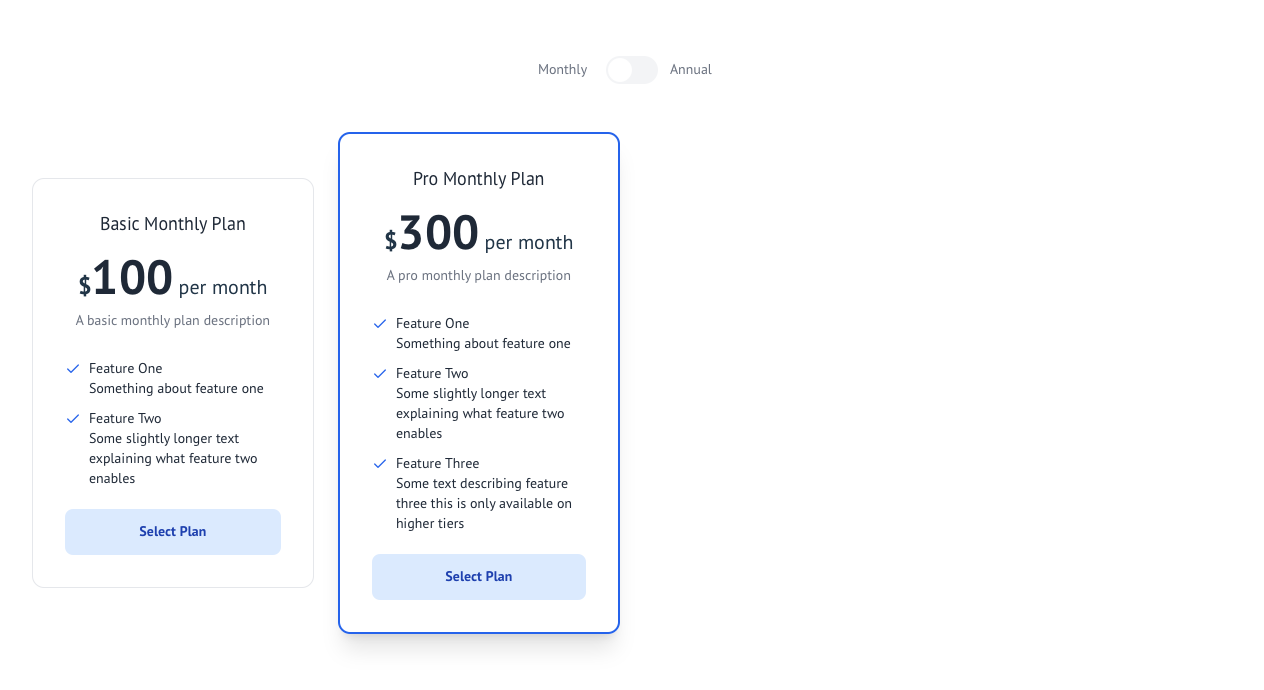 Monthly Annual
Basic Monthly Plan
$100 per month
A basic monthly plan description
Feature One
Something about feature one
Feature Two
Some slightly longer text
explaining what feature two
enables
Select Plan
Pro Monthly Plan
$300 per month
A pro monthly plan description
Feature One
Something about feature one
Feature Two
Some slightly longer text
explaining what feature two
enables
Feature Three
Some text describing feature
three this is only available on
higher tiers
Select Plan